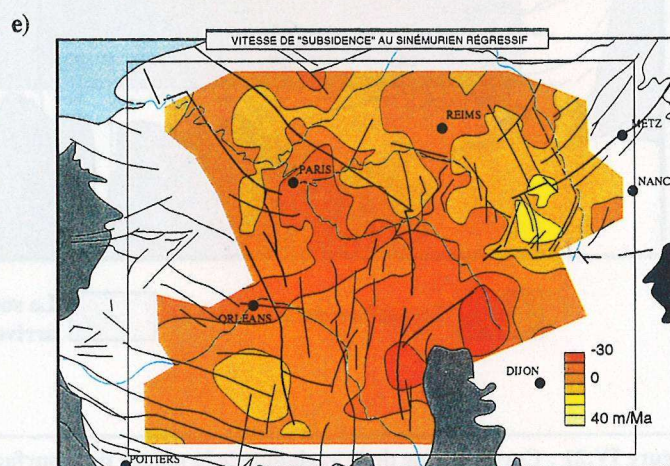 e)
VITESSE DE "SUBSIDENCE" AU SINÉMURIEN RÉGRESSIF
REIMS
METZ
PARIS
NANC
ORLÉANS
-30
DIJON
0
40 m/Ma
POITIERS